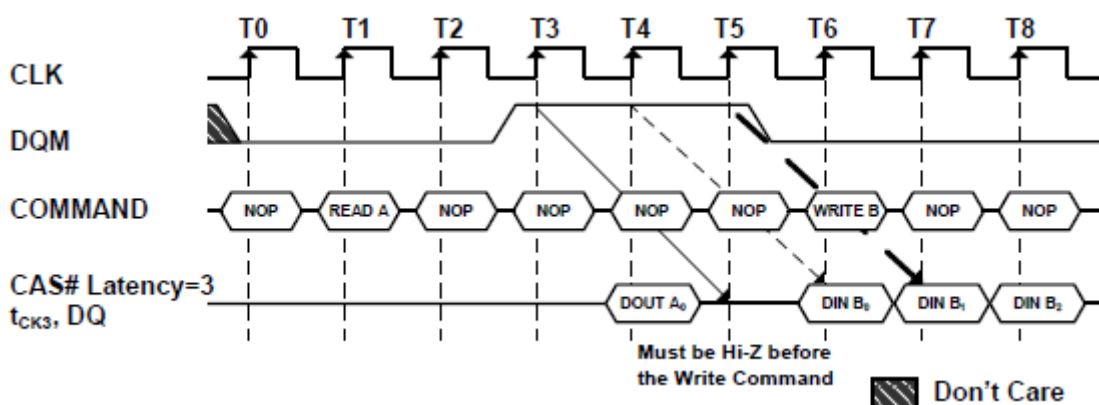 T0 T1 T2 T3 T4 T5 T6 T7 T8
CLK
DQM
COMMAND NOP READ A NOP NOP NOP NOP WRITE B NOP NOP
CAS# Latency=3
tCK3, DQ DOUT A0 DIN B0 DIN B1 DIN B2
Must be Hi-Z before
the Write Command
Don't Care